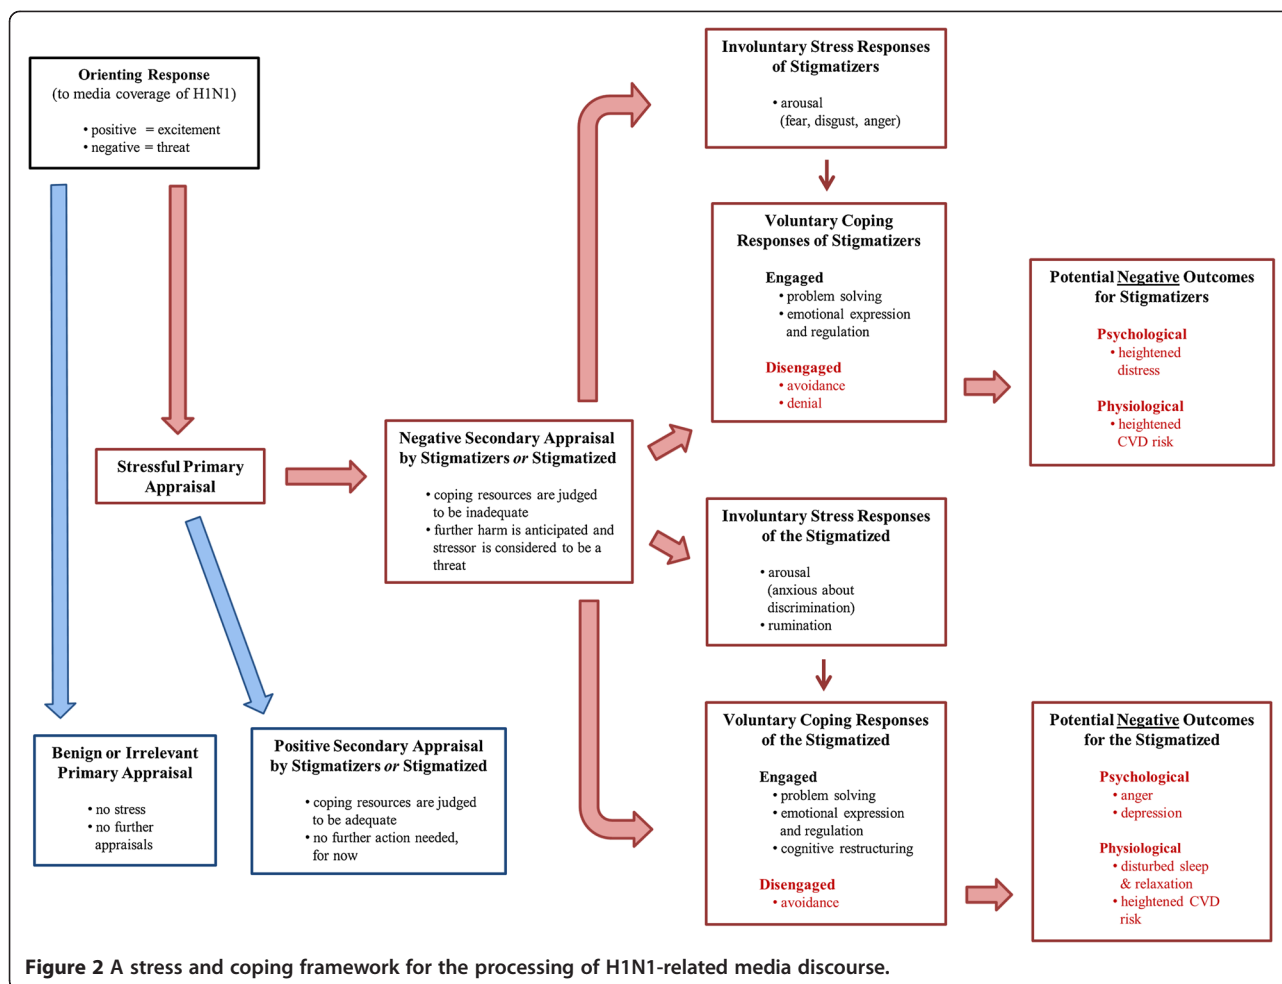 Orienting Response
(to media coverage of H1N1)
• positive = excitement
• negative = threat
Stressful Primary
Appraisal
Benign or Irrelevant
Primary Appraisal
• no stress
• no further
appraisals
Positive Secondary Appraisal
by Stigmatizers or Stigmatized
• coping resources are judged
to be adequate
• no further action needed,
for now
Negative Secondary Appraisal
by Stigmatizers or Stigmatized
• coping resources are judged
to be inadequate
• further harm is anticipated and
stressor is considered to be a
threat
Involuntary Stress Responses
of Stigmatizers
• arousal
(fear, disgust, anger)
Voluntary Coping
Responses of Stigmatizers
Engaged
• problem solving
• emotional expression
and regulation
Disengaged
• avoidance
• denial
Potential Negative Outcomes
for Stigmatizers
Psychological
• heightened
distress
Physiological
• heightened
CVD risk
Involuntary Stress Responses
of the Stigmatized
• arousal
(anxious about
discrimination)
• rumination
Voluntary Coping Responses
of the Stigmatized
Engaged
• problem solving
• emotional expression
and regulation
• cognitive restructuring
Disengaged
• avoidance
Potential Negative Outcomes
for the Stigmatized
Psychological
• anger
• depression
Physiological
• disturbed sleep
& relaxation
• heightened CVD
risk
Figure 2 A stress and coping framework for the processing of H1N1-related media discourse.